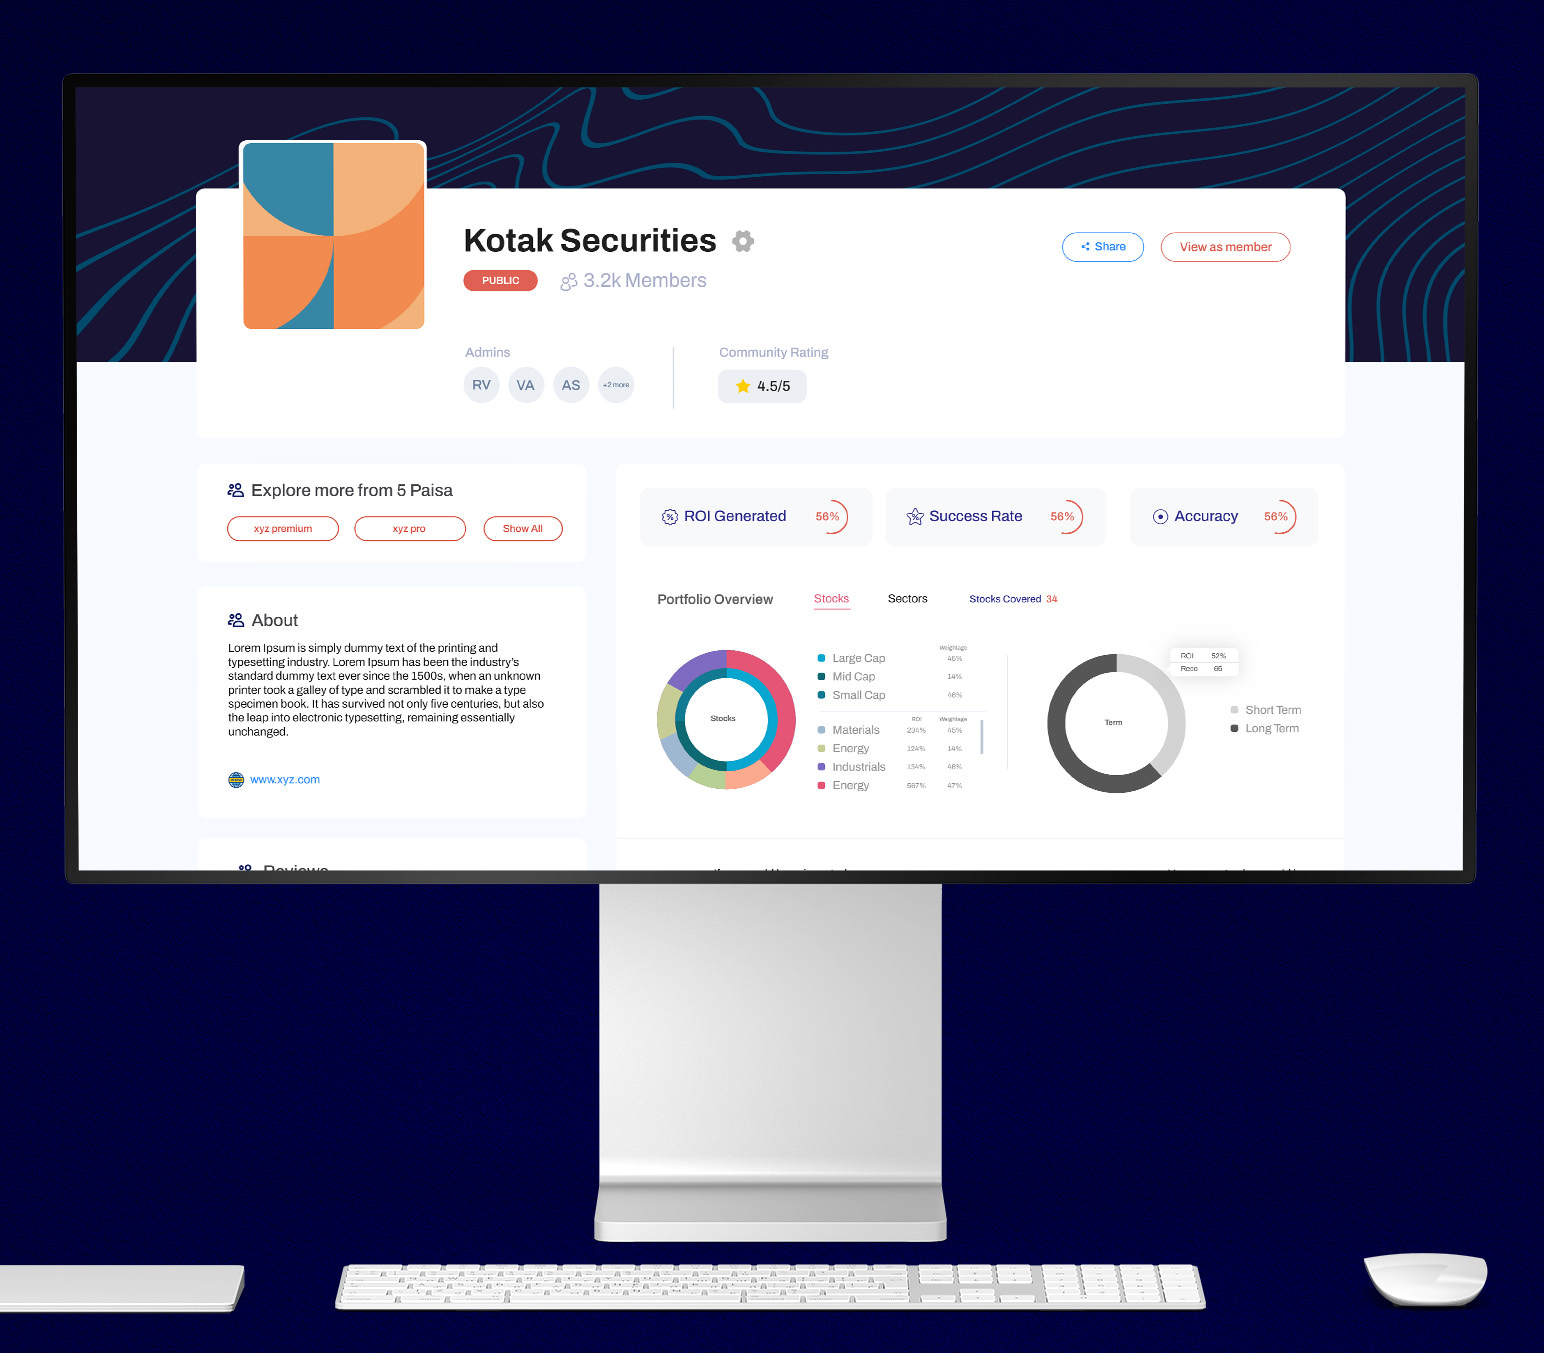 Kotak Securities
Share
View as member
PUBLIC
3.2k Members
Admins
Community Rating
RV
VA
AS
+2 more
4.5/5
Explore more from 5 Paisa
xyz premium
xyz pro
Show All
About
Lorem Ipsum is simply dummy text of the printing and
typesetting industry. Lorem Ipsum has been the industry's
standard dummy text ever since the 1500s, when an unknown
printer took a galley of type and scrambled it to make a type
specimen book. It has survived not only five centuries, but also
the leap into electronic typesetting, remaining essentially
unchanged.
www.xyz.com
Reviews
ROI Generated 56%
Success Rate 56%
Accuracy 56%
Portfolio Overview
Stocks
Sectors
Stocks Covered 34
Stocks
Weightage
Large Cap 45%
Mid Cap 14%
Small Cap 46%
ROI Weightage
Materials 234% 45%
Energy 124% 14%
Industrials 134% 46%
Energy 567% 47%
Term
ROI 52%
Reco 65
Short Term
Long Term